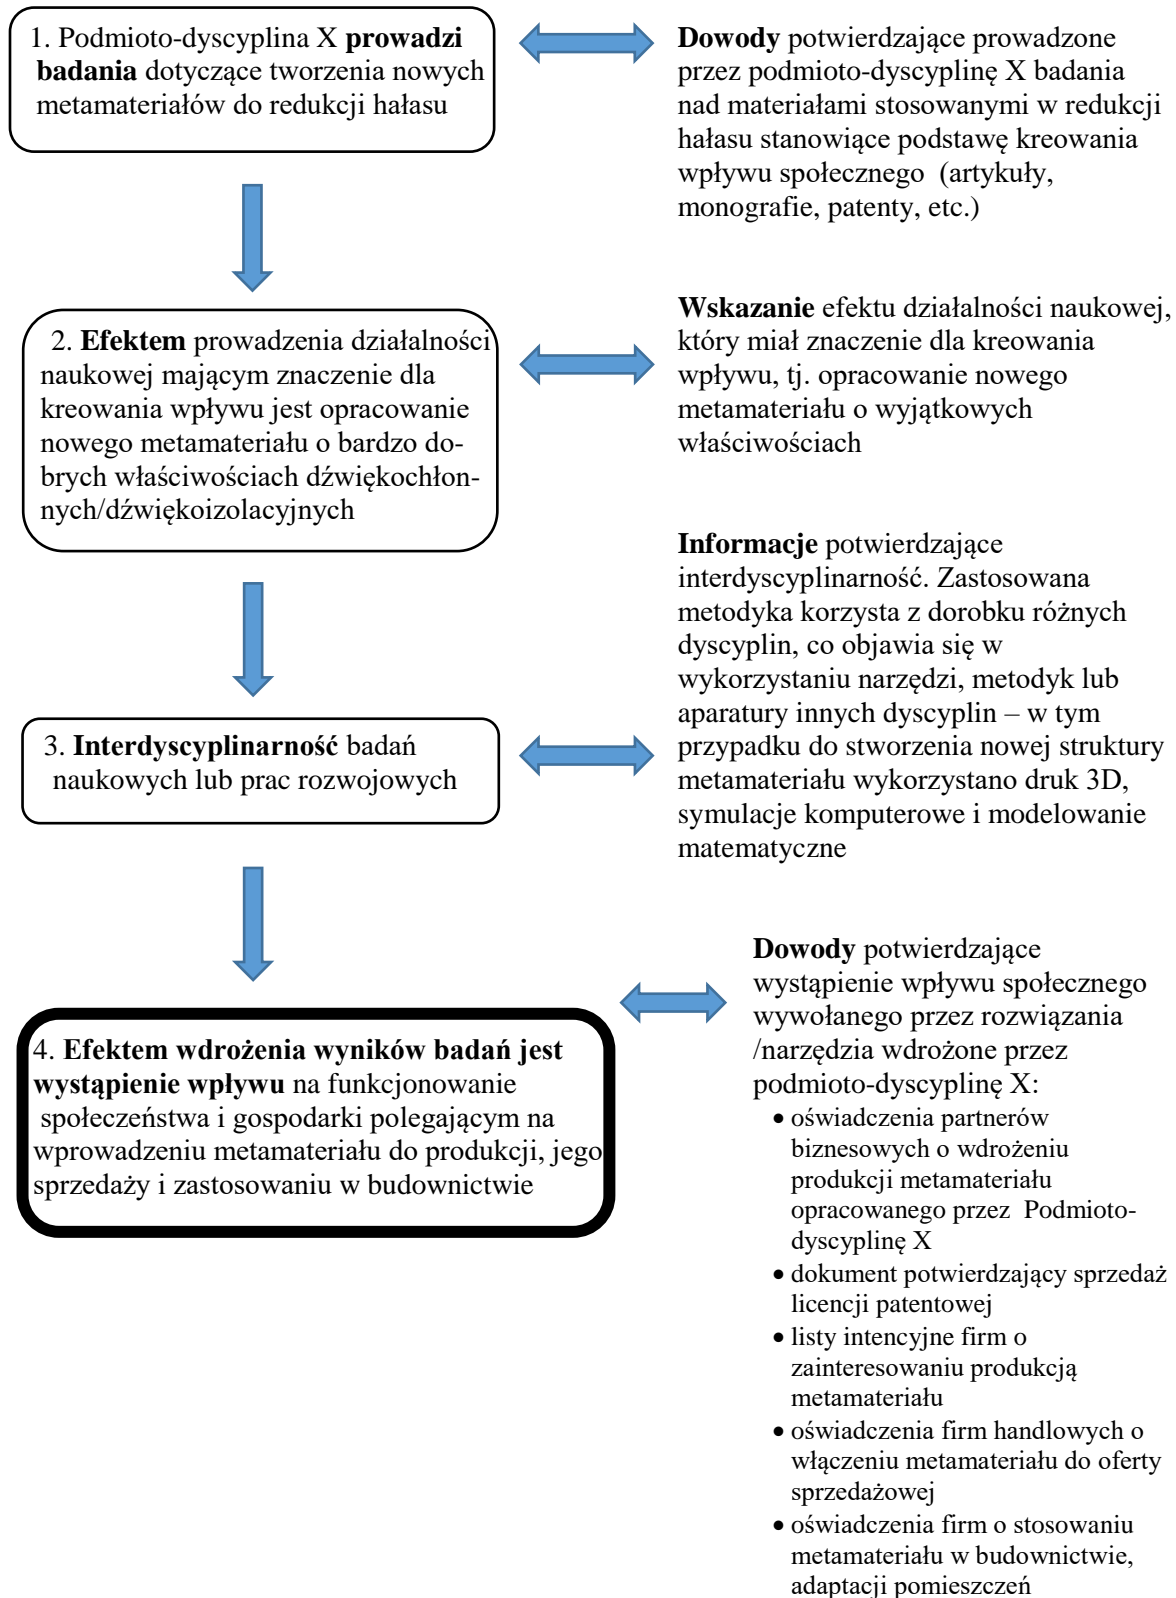 1. Podmioto-dyscyplina X prowadzi
badania dotyczące tworzenia nowych
metamateriałów do redukcji hałasu
Dowody potwierdzające prowadzone
przez podmioto-dyscyplinę X badania
nad materiałami stosowanymi w redukcji
hałasu stanowiące podstawę kreowania
wpływu społecznego (artykuły,
monografie, patenty, etc.)
2. Efektem prowadzenia działalności
naukowej mającym znaczenie dla
kreowania wpływu jest opracowanie
nowego metamateriału o bardzo do-
brych właściwościach dźwiękochłon-
nych/dźwiękoizolacyjnych
Wskazanie efektu działalności naukowej,
który miał znaczenie dla kreowania
wpływu, tj. opracowanie nowego
metamateriału o wyjątkowych
właściwościach
3. Interdyscyplinarność badań
naukowych lub prac rozwojowych
Informacje potwierdzające
interdyscyplinarność. Zastosowana
metodyka korzysta z dorobku różnych
dyscyplin, co objawia się w
wykorzystaniu narzędzi, metodyk lub
aparatury innych dyscyplin – w tym
przypadku do stworzenia nowej struktury
metamateriału wykorzystano druk 3D,
symulacje komputerowe i modelowanie
matematyczne
4. Efektem wdrożenia wyników badań jest
wystąpienie wpływu na funkcjonowanie
społeczeństwa i gospodarki polegającym na
wprowadzeniu metamateriału do produkcji, jego
sprzedaży i zastosowaniu w budownictwie
Dowody potwierdzające
wystąpienie wpływu społecznego
wywołanego przez rozwiązania
/narzędzia wdrożone przez
podmioto-dyscyplinę X:
• oświadczenia partnerów
biznesowych o wdrożeniu
produkcji metamateriału
opracowanego przez Podmioto-
dyscyplinę X
• dokument potwierdzający sprzedaż
licencji patentowej
• listy intencyjne firm o
zainteresowaniu produkcją
metamateriału
• oświadczenia firm handlowych o
włączeniu metamateriału do oferty
sprzedażowej
• oświadczenia firm o stosowaniu
metamateriału w budownictwie,
adaptacji pomieszczeń